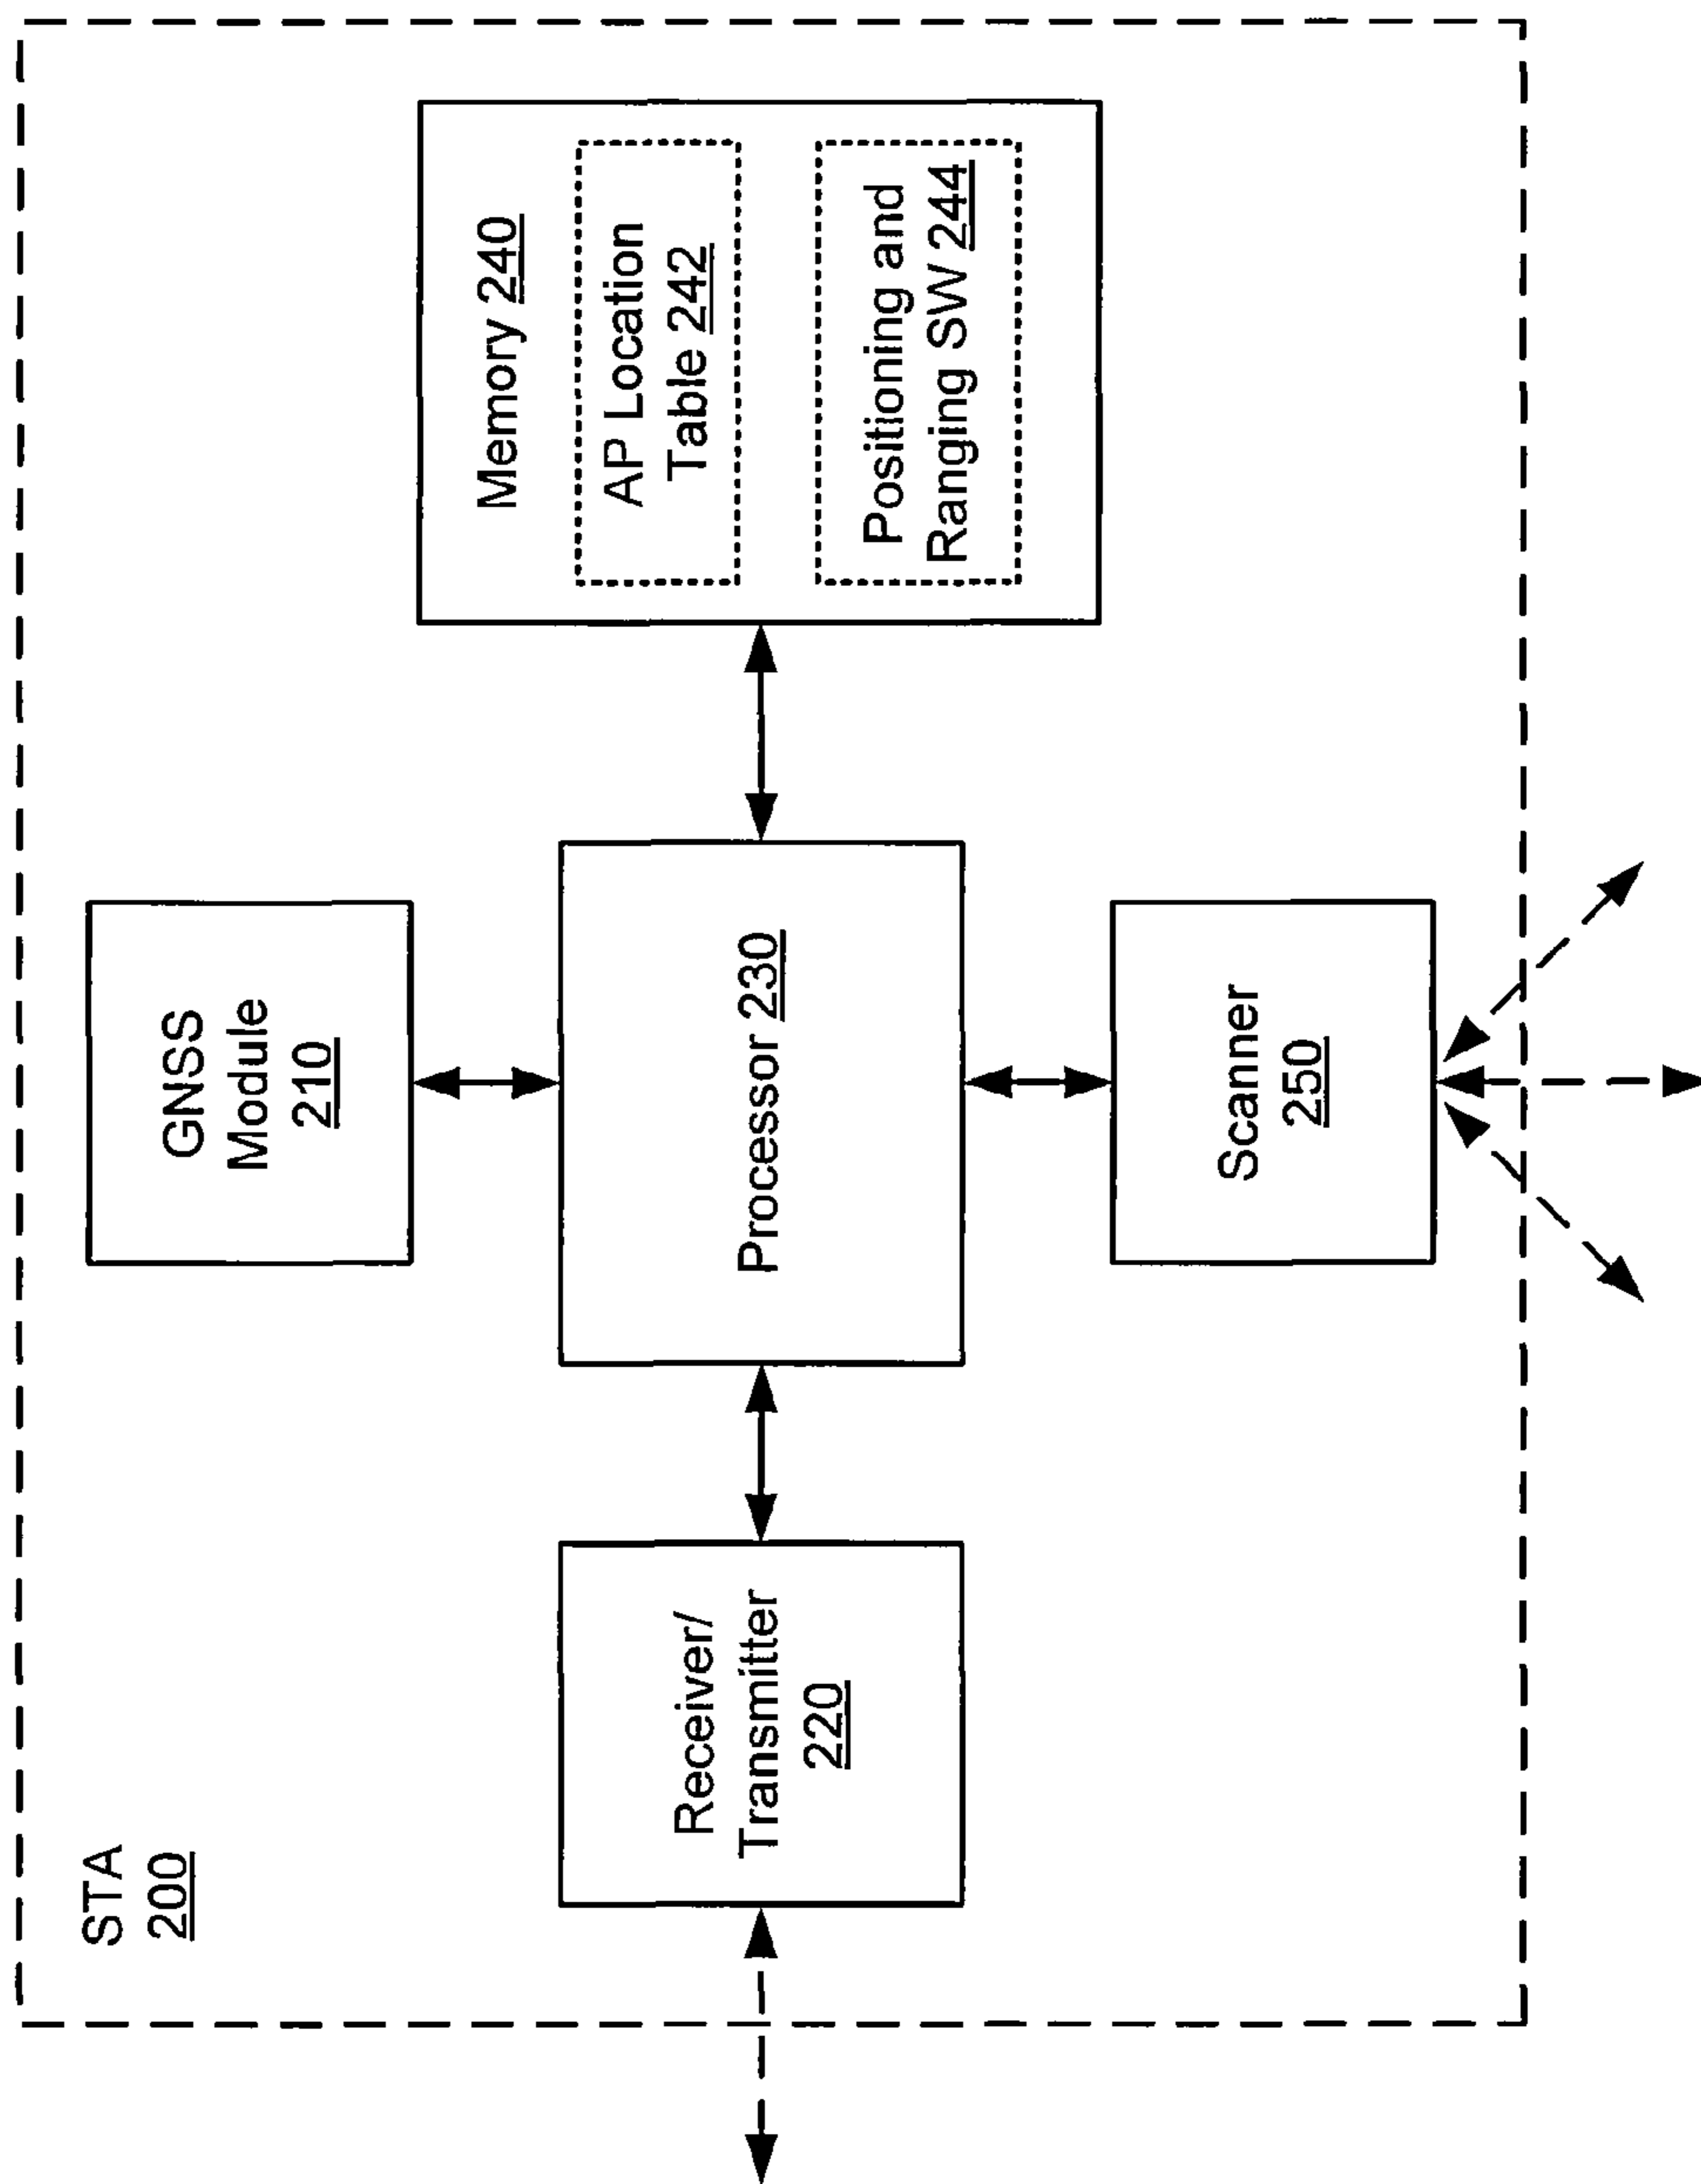 STA
200
GNSS
Module
210
Receiver/
Transmitter
220
Processor 230
Memory 240
AP Location
Table 242
Positioning and
Ranging SW 244
Scanner
250